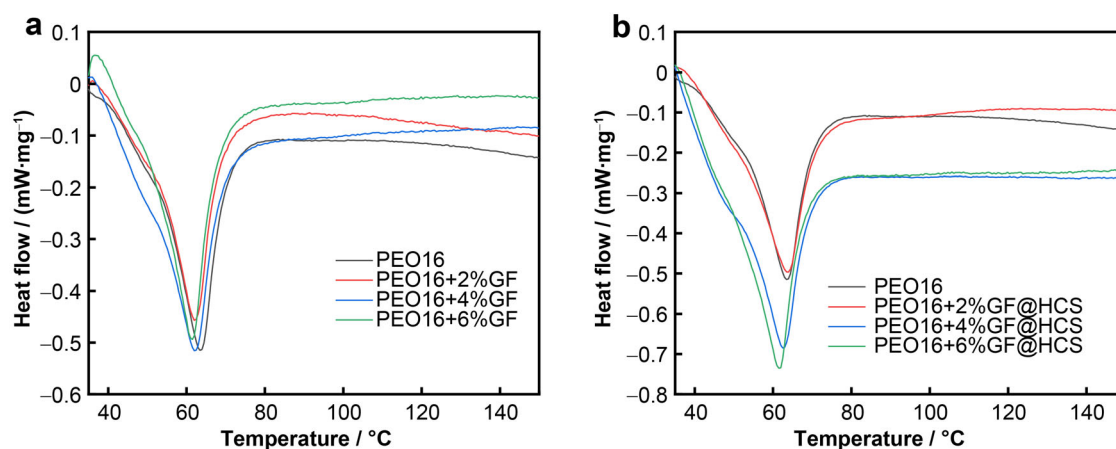 a
0.1
0
–0.1
–0.2
–0.3
–0.4
–0.5
–0.6
Heat flow / (mW·mg⁻¹)
PEO16
PEO16+2%GF
PEO16+4%GF
PEO16+6%GF
40 60 80 100 120 140
Temperature / °C
b
0.1
0
–0.1
–0.2
–0.3
–0.4
–0.5
–0.6
–0.7
–0.8
Heat flow / (mW·mg⁻¹)
PEO16
PEO16+2%GF@HCS
PEO16+4%GF@HCS
PEO16+6%GF@HCS
40 60 80 100 120 140
Temperature / °C